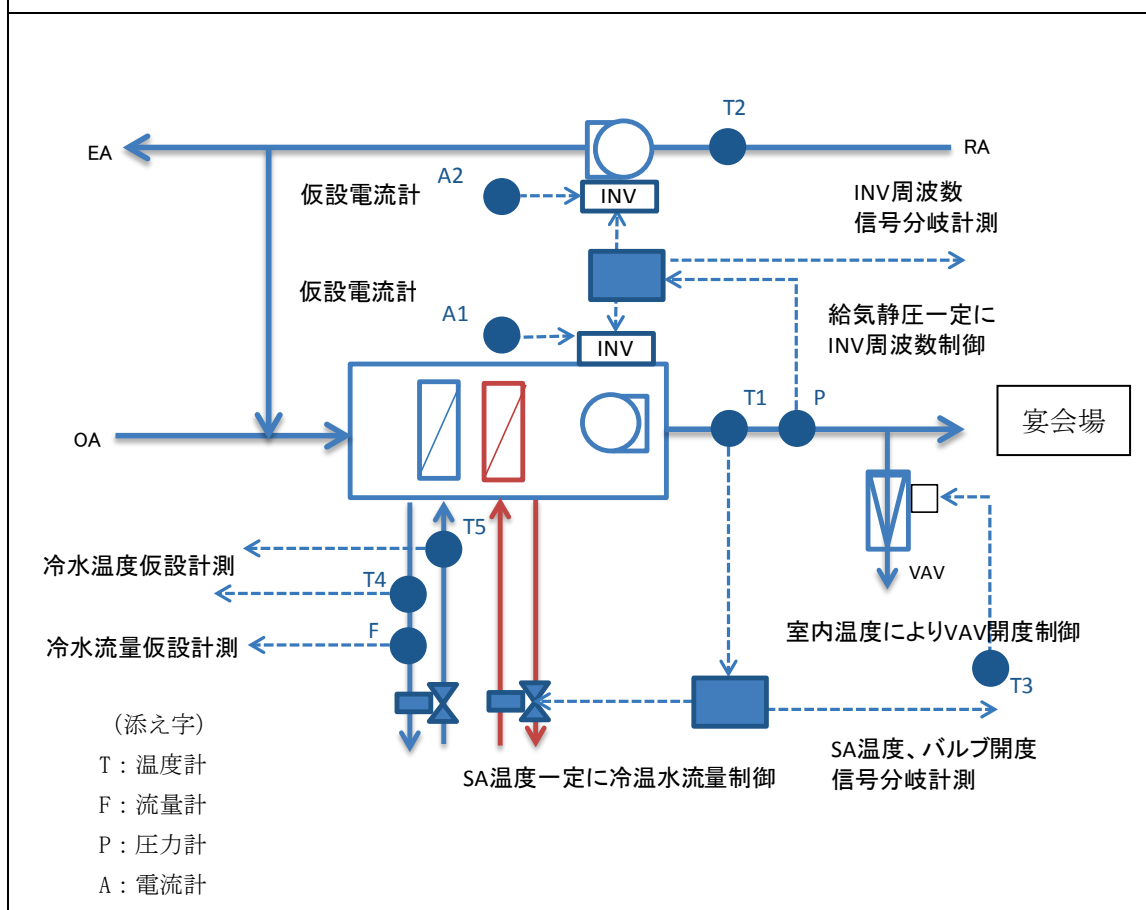 T2
EA
RA
A2
仮設電流計
INV
INV周波数
信号分岐計測
仮設電流計
A1
INV
給気静圧一定に
INV周波数制御
T1
P
宴会場
OA
T5
冷水温度仮設計測
T4
VAV
冷水流量仮設計測
F
室内温度によりVAV開度制御
T3
(添え字)
T：温度計
SA温度一定に冷温水流量制御
SA温度、バルブ開度
信号分岐計測
F：流量計
P：圧力計
A：電流計